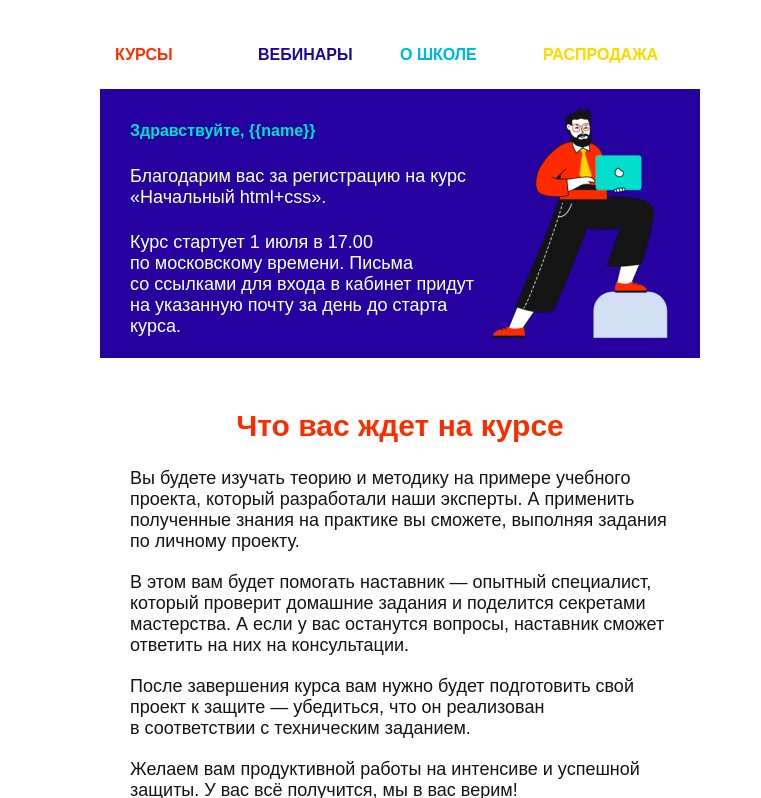 КУРСЫ ВЕБИНАРЫ О ШКОЛЕ РАСПРОДАЖА
Здравствуйте, {{name}}
Благодарим вас за регистрацию на курс
«Начальный html+css».
Курс стартует 1 июля в 17.00
по московскому времени. Письма
со ссылками для входа в кабинет придут
на указанную почту за день до старта
курса.
Что вас ждет на курсе
Вы будете изучать теорию и методику на примере учебного
проекта, который разработали наши эксперты. А применить
полученные знания на практике вы сможете, выполняя задания
по личному проекту.
В этом вам будет помогать наставник — опытный специалист,
который проверит домашние задания и поделится секретами
мастерства. А если у вас останутся вопросы, наставник сможет
ответить на них на консультации.
После завершения курса вам нужно будет подготовить свой
проект к защите — убедиться, что он реализован
в соответствии с техническим заданием.
Желаем вам продуктивной работы на интенсиве и успешной
защиты. У вас всё получится, мы в вас верим!